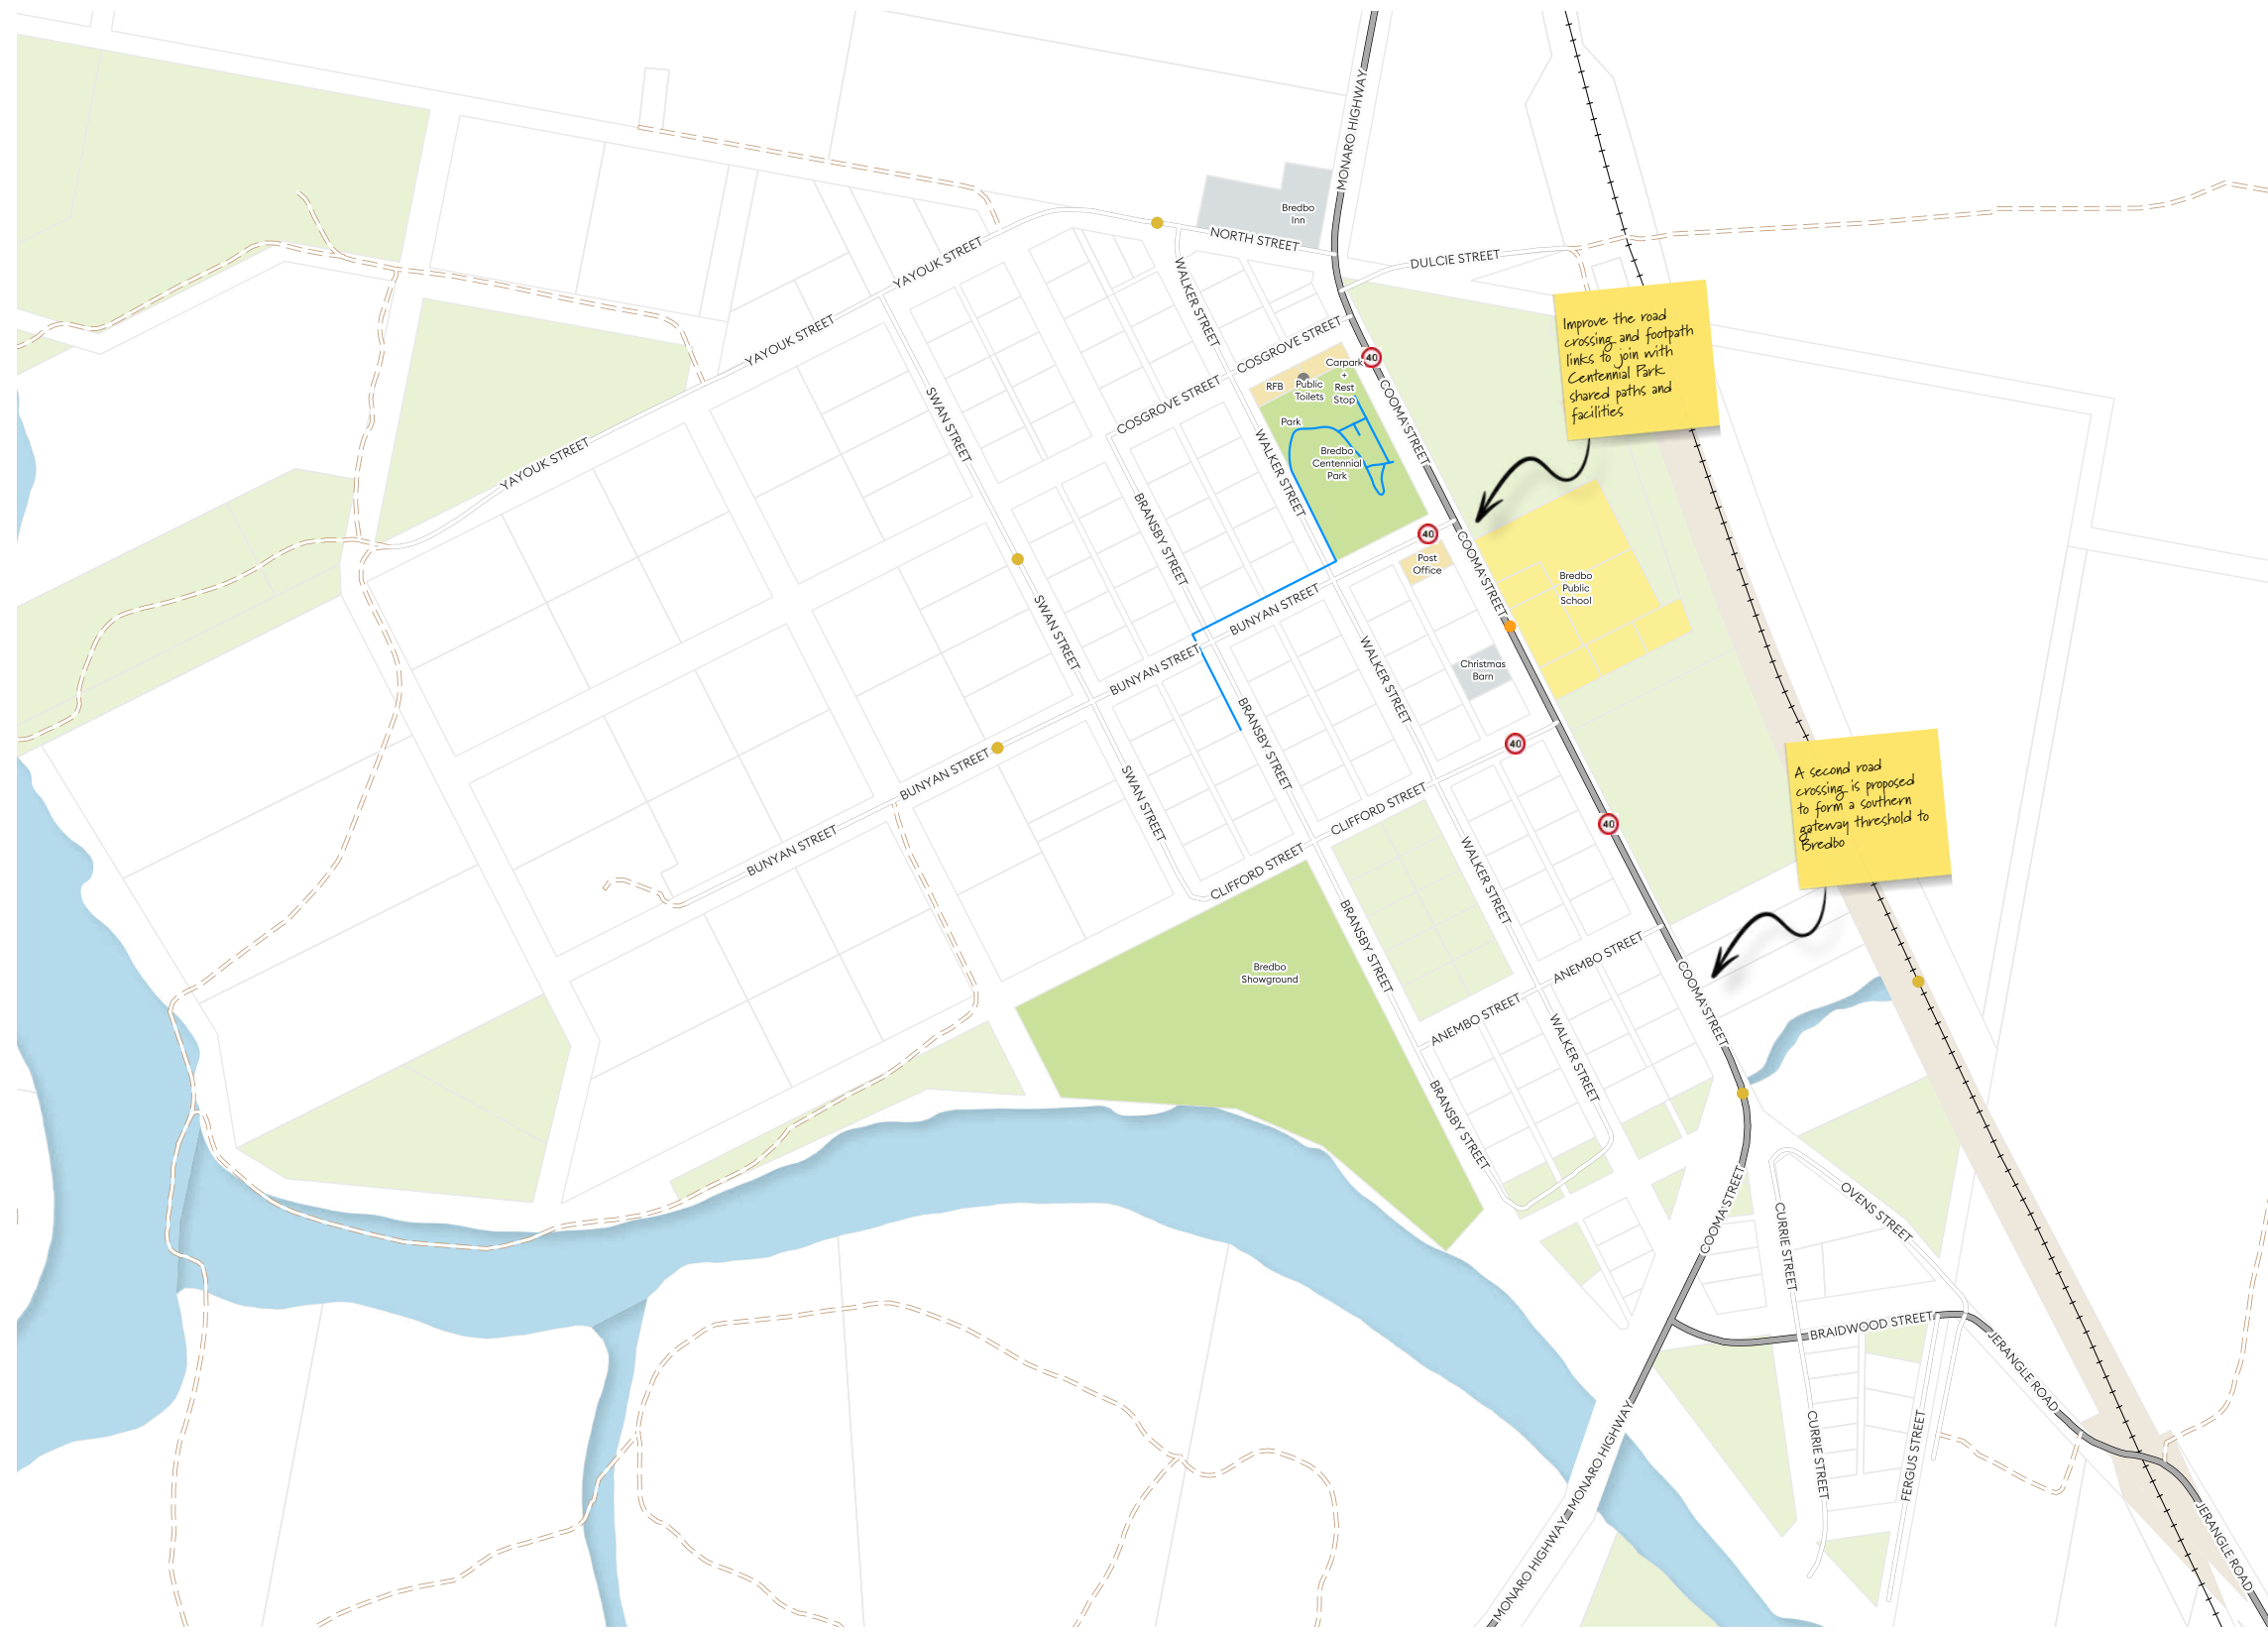 MONARO HIGHWAY
Bredbo
Inn
NORTH STREET
DULCIE STREET
YAYOUK STREET
YAYOUK STREET
YAYOUK STREET
WALKER STREET
COSGROVE STREET
COSGROVE STREET
Improve the road
crossing and footpath
links to join with
Centennial Park
shared paths and
facilities
40
Carpark
+
Rest
Stop
RFB
Public
Toilets
Park
Bredbo
Centennial
Park
COOMA STREET
SWAN STREET
WALKER STREET
BRANSBY STREET
40
Post
Office
COOMA STREET
Bredbo
Public
School
SWAN STREET
BUNYAN STREET
BUNYAN STREET
BUNYAN STREET
BUNYAN STREET
WALKER STREET
Christmas
Barn
BRANSBY STREET
40
SWAN STREET
CLIFFORD STREET
CLIFFORD STREET
40
A second road
crossing is proposed
to form a southern
gateway threshold to
Bredbo
WALKER STREET
BRANSBY STREET
Bredbo
Showground
ANEMBO STREET
ANEMBO STREET
COOMA STREET
WALKER STREET
BRANSBY STREET
COOMA STREET
CURRIE STREET
OVENS STREET
BRAIDWOOD STREET
JERANGLE ROAD
CURRIE STREET
FERGUS STREET
MONARO HIGHWAY
MONARO HIGHWAY
JERANGLE ROAD